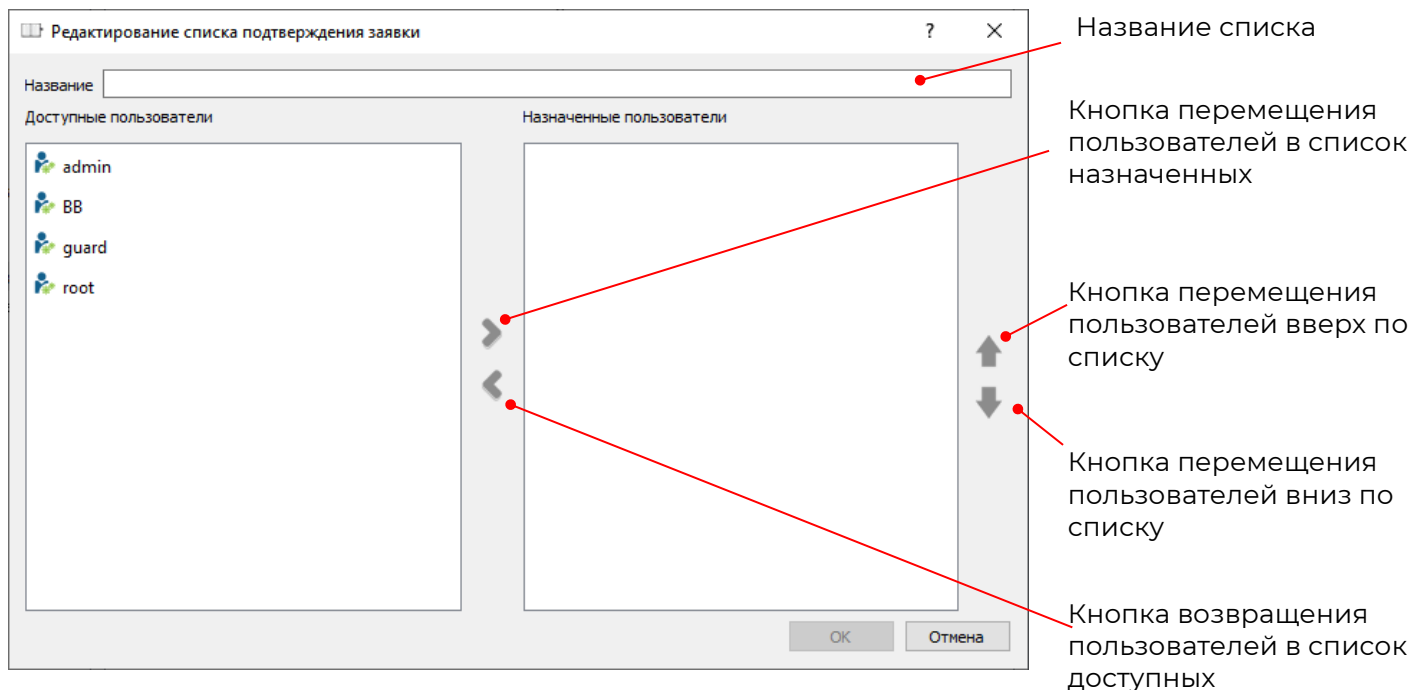 Редактирование списка подтверждения заявки
?
Название
Доступные пользователи
Назначенные пользователи
admin
BB
guard
root
OK
Отмена
Название списка
Кнопка перемещения
пользователей в список
назначенных
Кнопка перемещения
пользователей вверх по
списку
Кнопка перемещения
пользователей вниз по
списку
Кнопка возвращения
пользователей в список
доступных